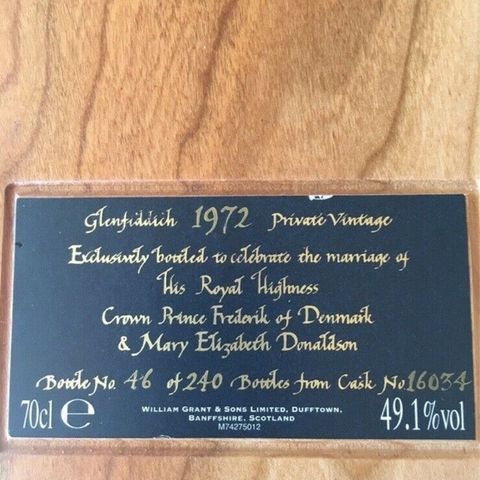 Glenfiddich 1972 Private Vintage
Exclusively bottled to celebrate the marriage of
His Royal Highness
Crown Prince Frederik of Denmark
& Mary Elizabeth Donaldson
Bottle No. 46 of 240 Bottles from Cask No 16034
70cl ℮ WILLIAM GRANT & SONS LIMITED, DUFFTOWN, 49.1%vol
BANFFSHIRE, SCOTLAND
M74275012